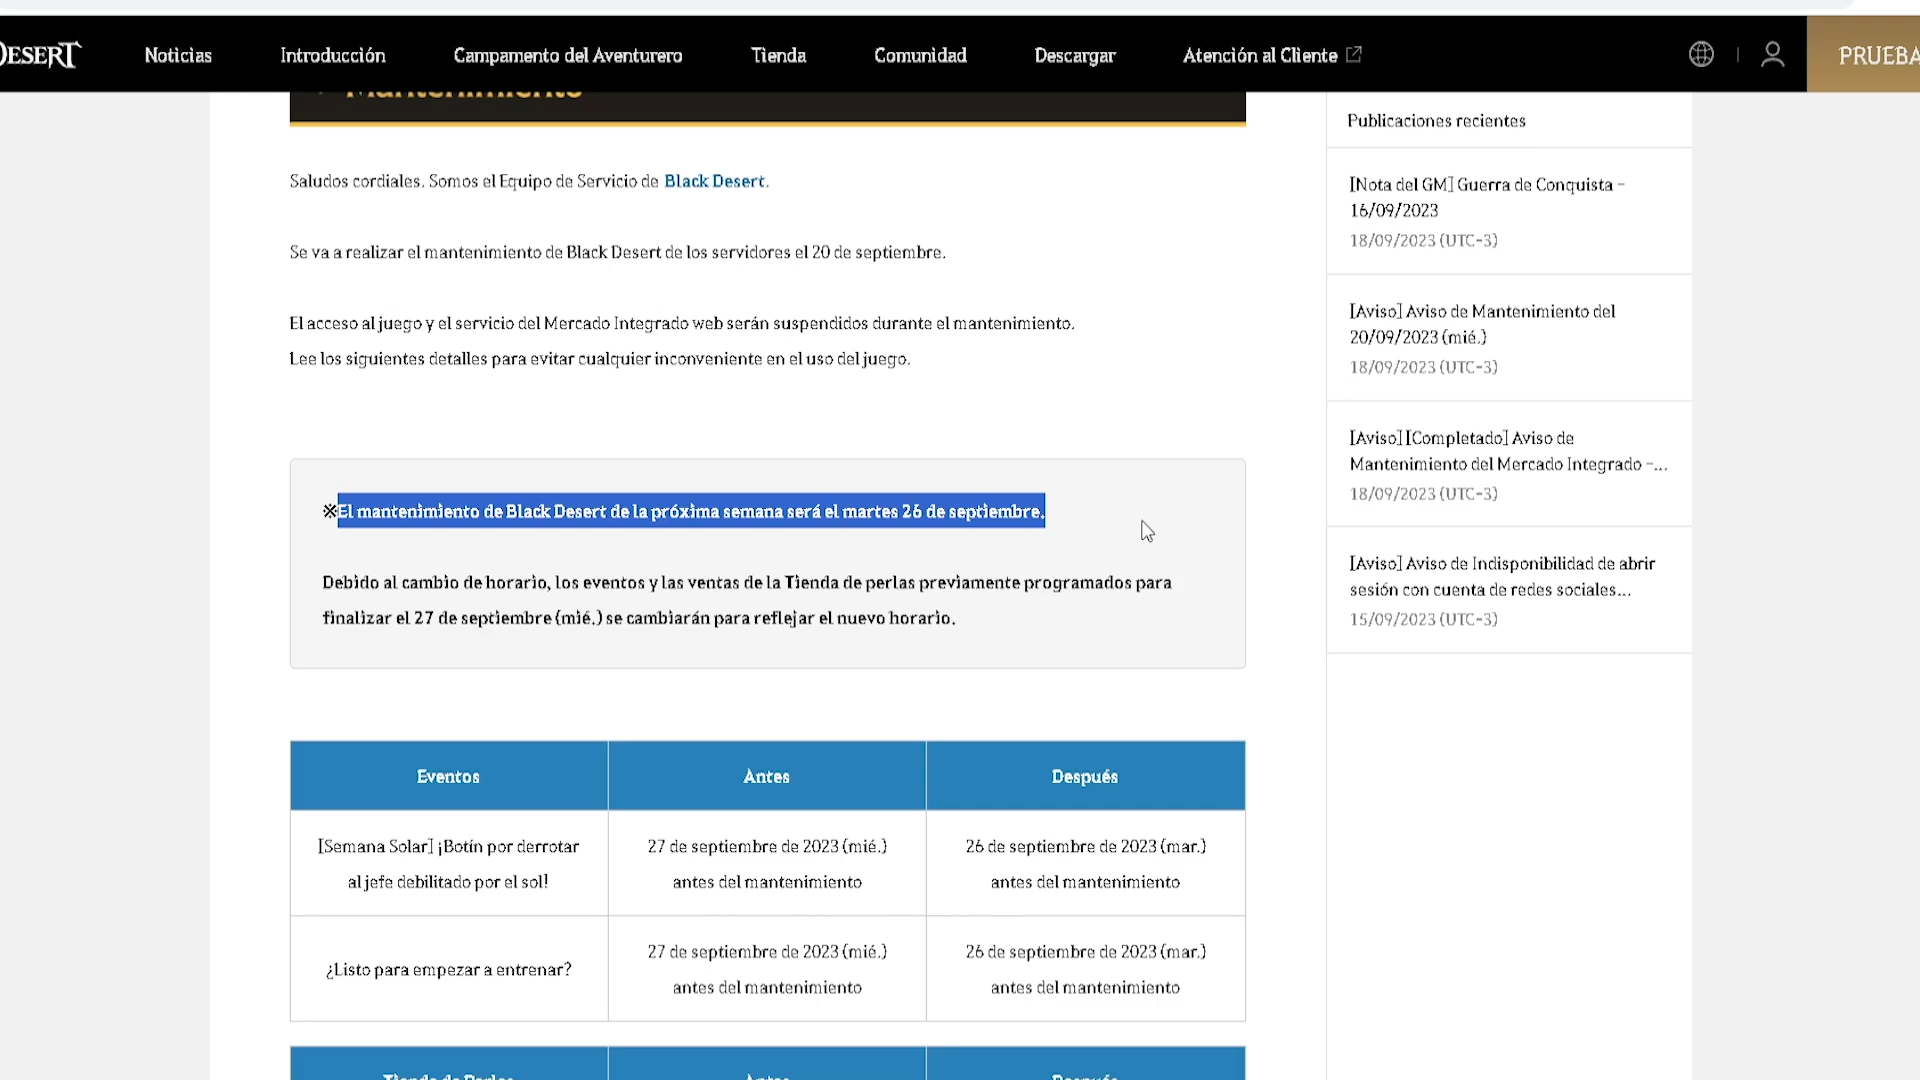 DESERT
Noticias
Introducción
Campamento del Aventurero
Tienda
Comunidad
Descargar
Atención al Cliente
PRUEBA
Mantenimiento
Saludos cordiales. Somos el Equipo de Servicio de Black Desert.
Se va a realizar el mantenimiento de Black Desert de los servidores el 20 de septiembre.
El acceso al juego y el servicio del Mercado Integrado web serán suspendidos durante el mantenimiento.
Lee los siguientes detalles para evitar cualquier inconveniente en el uso del juego.
※El mantenimiento de Black Desert de la próxima semana será el martes 26 de septiembre.
Debido al cambio de horario, los eventos y las ventas de la Tienda de perlas previamente programados para
finalizar el 27 de septiembre (mié.) se cambiarán para reflejar el nuevo horario.
Eventos
Antes
Después
[Semana Solar] ¡Botín por derrotar
al jefe debilitado por el sol!
27 de septiembre de 2023 (mié.)
antes del mantenimiento
26 de septiembre de 2023 (mar.)
antes del mantenimiento
¿Listo para empezar a entrenar?
27 de septiembre de 2023 (mié.)
antes del mantenimiento
26 de septiembre de 2023 (mar.)
antes del mantenimiento
Tienda de Perlas
Antes
Después
Publicaciones recientes
[Nota del GM] Guerra de Conquista -
16/09/2023
18/09/2023 (UTC-3)
[Aviso] Aviso de Mantenimiento del
20/09/2023 (mié.)
18/09/2023 (UTC-3)
[Aviso] [Completado] Aviso de
Mantenimiento del Mercado Integrado -...
18/09/2023 (UTC-3)
[Aviso] Aviso de Indisponibilidad de abrir
sesión con cuenta de redes sociales...
15/09/2023 (UTC-3)